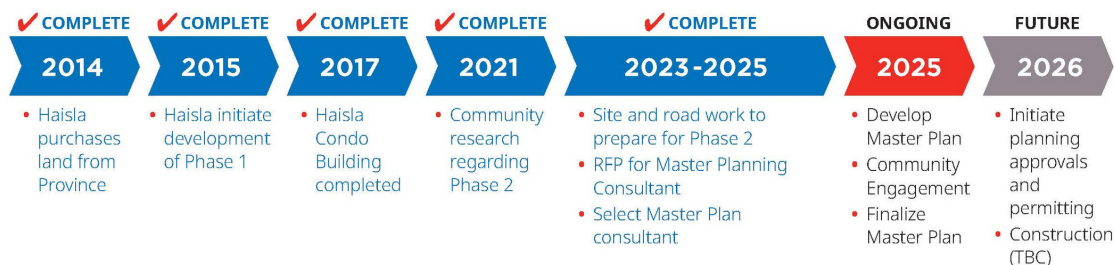 ✓ COMPLETE
2014
• Haisla
purchases
land from
Province
✓ COMPLETE
2015
• Haisla initiate
development
of Phase 1
✓ COMPLETE
2017
• Haisla
Condo
Building
completed
✓ COMPLETE
2021
• Community
research
regarding
Phase 2
✓ COMPLETE
2023-2025
• Site and road work to
prepare for Phase 2
• RFP for Master Planning
Consultant
• Select Master Plan
consultant
ONGOING
2025
• Develop
Master Plan
• Community
Engagement
• Finalize
Master Plan
FUTURE
2026
• Initiate
planning
approvals
and
permitting
• Construction
(TBC)